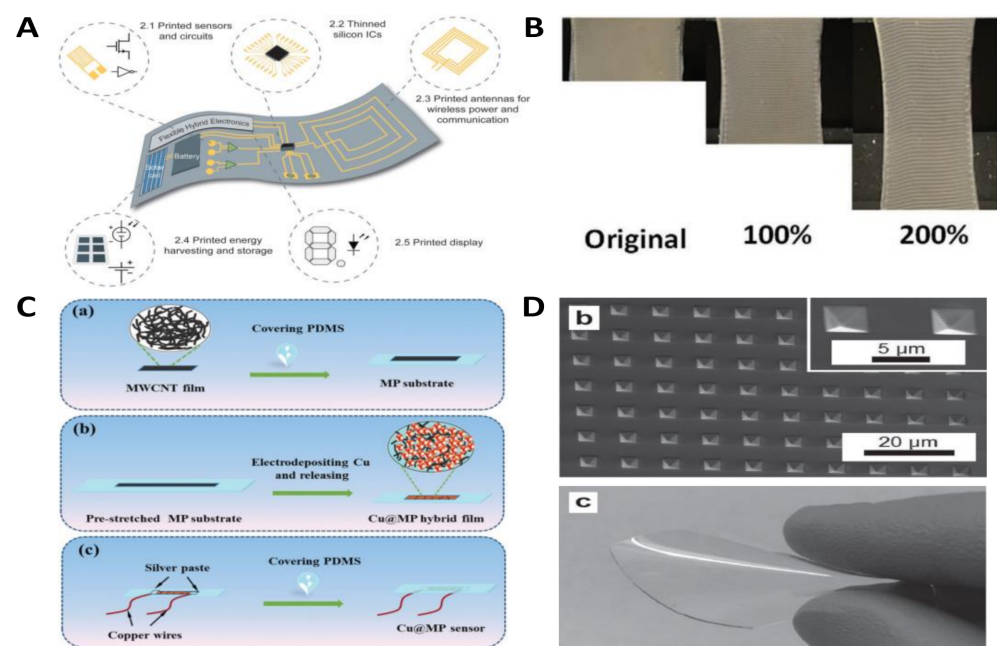 A
2.1 Printed sensors
and circuits
2.2 Thinned
silicon ICs
2.3 Printed antennas for
wireless power and
communication
Flexible Hybrid Electronics
Battery
Solar
cell
2.4 Printed energy
harvesting and storage
2.5 Printed display
B
Original
100%
200%
C
(a)
MWCNT film
Covering PDMS
MP substrate
(b)
Pre-stretched MP substrate
Electrodepositing Cu
and releasing
Cu@MP hybrid film
(c)
Silver paste
Copper wires
Covering PDMS
Cu@MP sensor
D
b
5 μm
20 μm
c